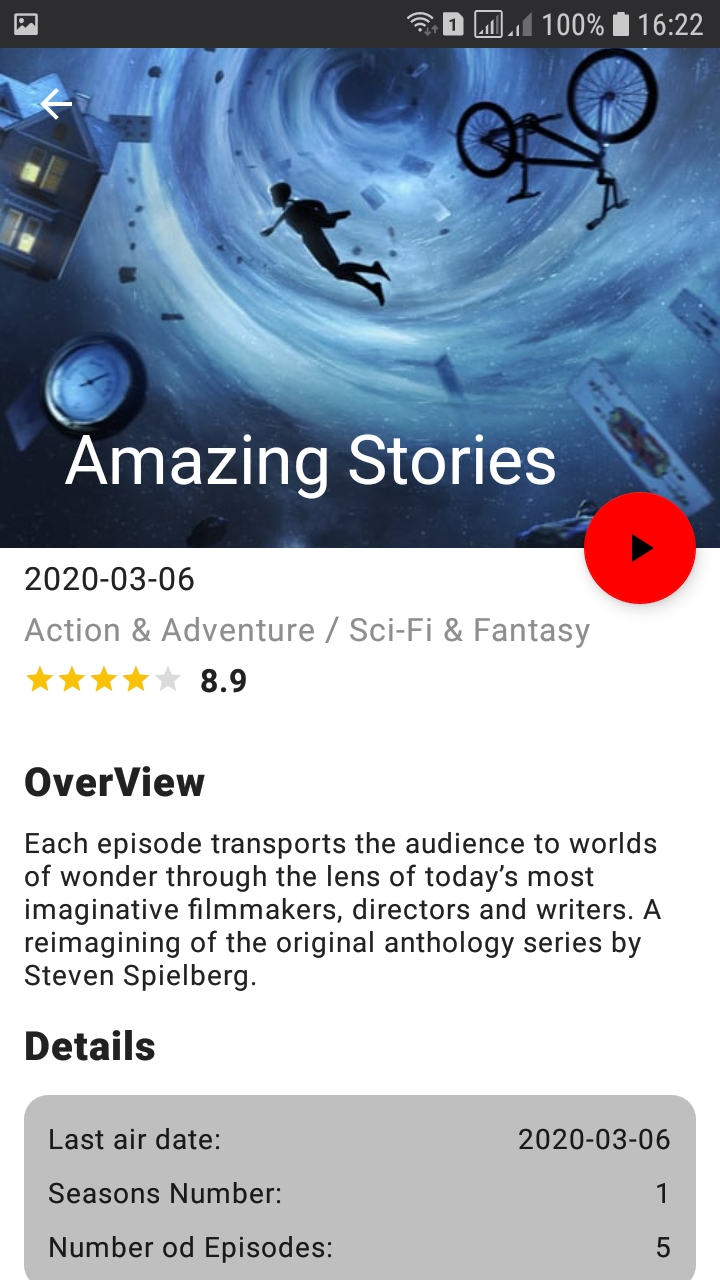 1 100% 16:22
Amazing Stories
2020-03-06
Action & Adventure / Sci-Fi & Fantasy
8.9
OverView
Each episode transports the audience to worlds
of wonder through the lens of today’s most
imaginative filmmakers, directors and writers. A
reimagining of the original anthology series by
Steven Spielberg.
Details
Last air date: 2020-03-06
Seasons Number: 1
Number od Episodes: 5